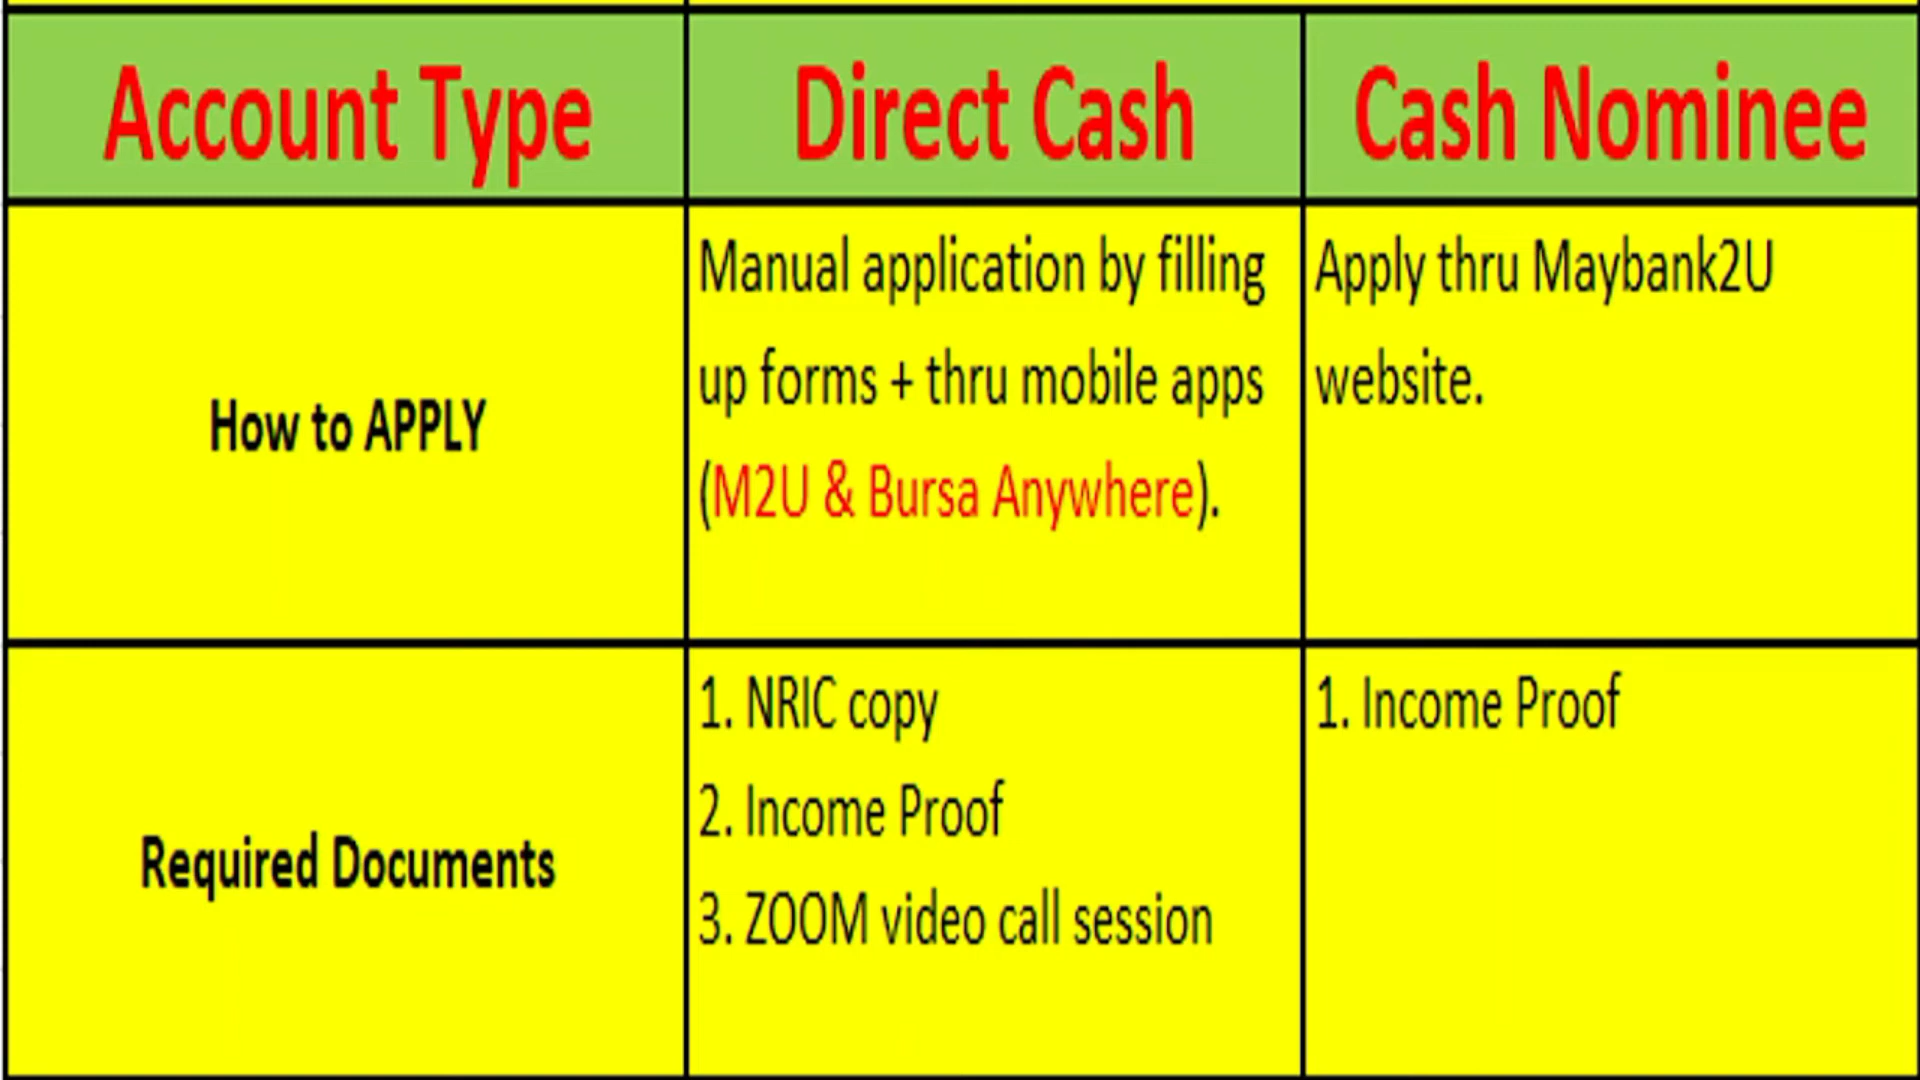 Account Type
Direct Cash
Cash Nominee
How to APPLY
Manual application by filling
up forms + thru mobile apps
(M2U & Bursa Anywhere).
Apply thru Maybank2U
website.
Required Documents
1. NRIC copy
2. Income Proof
3. ZOOM video call session
1. Income Proof